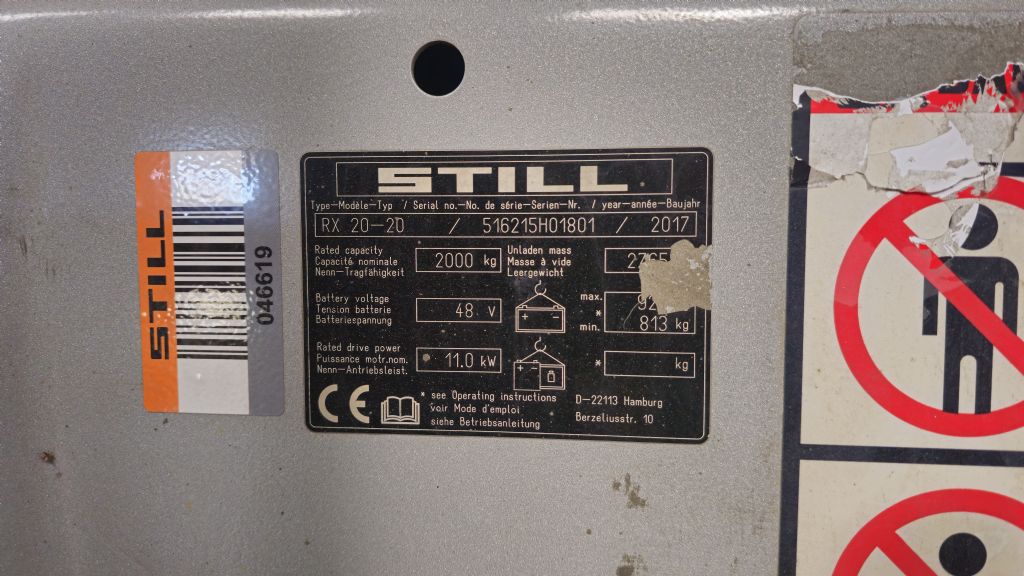 STILL
Type-Modèle-Typ / Serial no.-No. de série-Serien-Nr. / year-année-Baujahr
RX 20-20 / 516215H01801 / 2017
Rated capacity
Capacité nominale
Nenn-Tragfähigkeit
2000 kg
Unladen mass
Masse à vide
Leergewicht
Battery voltage
Tension batterie
Batteriespannung
48 V
max.
*
min.
813 kg
Rated drive power
Puissance motr.nom.
Nenn-Antriebsleist.
11.0 kW
* kg
CE
* see Operating instructions
voir Mode d'emploi
siehe Betriebsanleitung
D-22113 Hamburg
Berzeliusstr. 10
STILL
046619